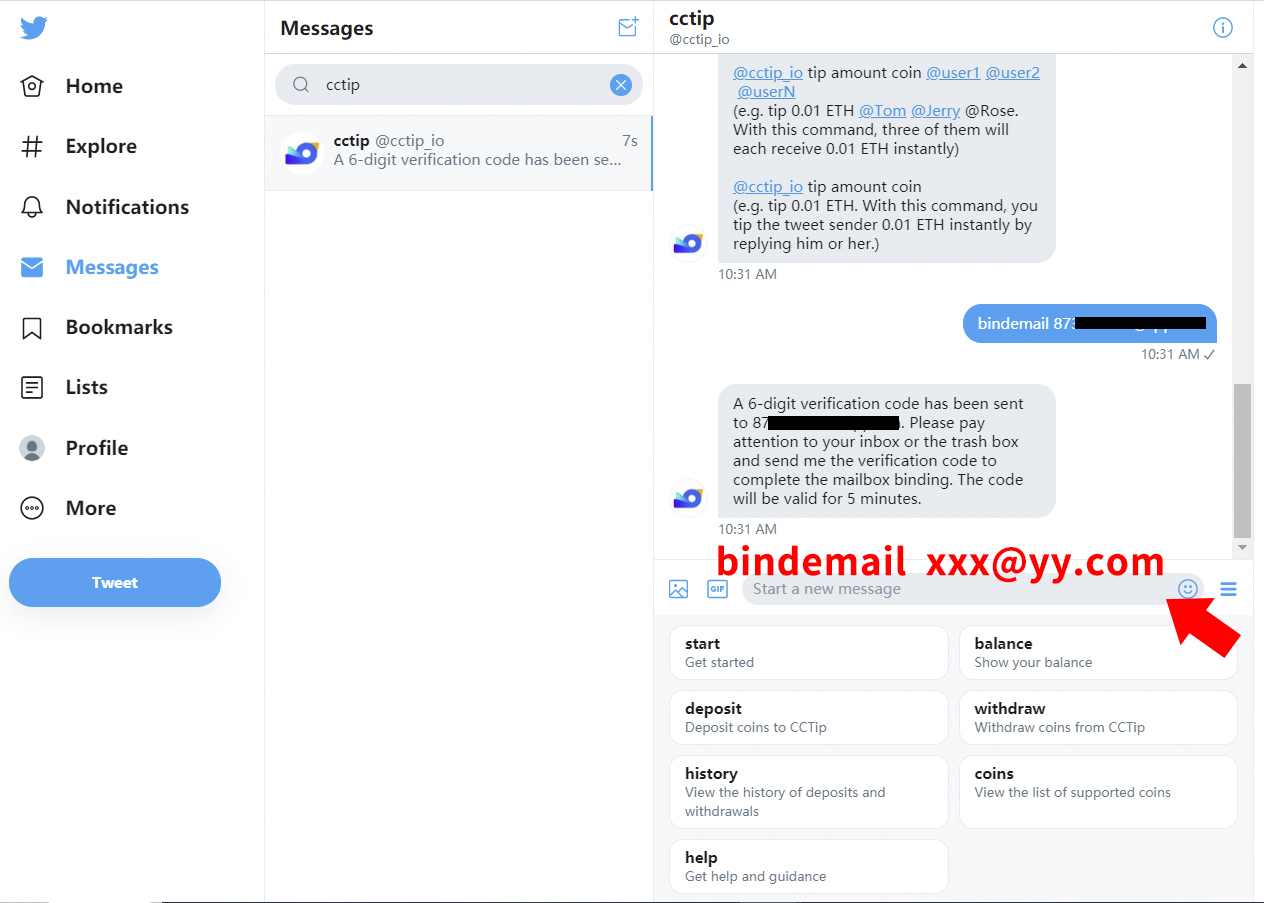 Home
Explore
Notifications
Messages
Bookmarks
Lists
Profile
More
Tweet
Messages
cctip
cctip @cctip_io 7s
A 6-digit verification code has been se...
cctip
@cctip_io
@cctip_io tip amount coin @user1 @user2
@userN
(e.g. tip 0.01 ETH @Tom @Jerry @Rose.
With this command, three of them will
each receive 0.01 ETH instantly)
@cctip_io tip amount coin
(e.g. tip 0.01 ETH. With this command, you
tip the tweet sender 0.01 ETH instantly by
replying him or her.)
10:31 AM
bindemail 873
10:31 AM
A 6-digit verification code has been sent
to 87 . Please pay
attention to your inbox or the trash box
and send me the verification code to
complete the mailbox binding. The code
will be valid for 5 minutes.
10:31 AM
bindemail xxx@yy.com
GIF
Start a new message
start
Get started
balance
Show your balance
deposit
Deposit coins to CCTip
withdraw
Withdraw coins from CCTip
history
View the history of deposits and
withdrawals
coins
View the list of supported coins
help
Get help and guidance